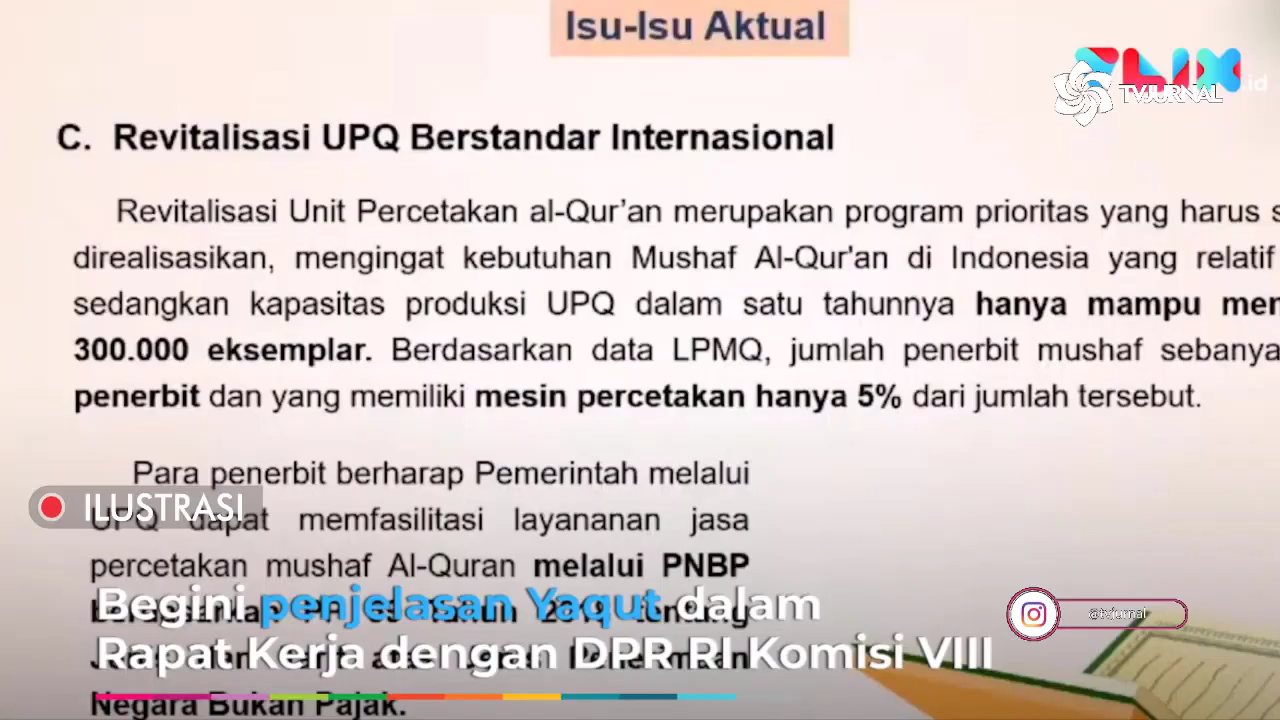 Isu-Isu Aktual
TVJURNAL
.id
C. Revitalisasi UPQ Berstandar Internasional
Revitalisasi Unit Percetakan al-Qur’an merupakan program prioritas yang harus
direalisasikan, mengingat kebutuhan Mushaf Al-Qur'an di Indonesia yang relatif
sedangkan kapasitas produksi UPQ dalam satu tahunnya hanya mampu
300.000 eksemplar. Berdasarkan data LPMQ, jumlah penerbit mushaf
penerbit dan yang memiliki mesin percetakan hanya 5% dari jumlah tersebut.
Para penerbit berharap Pemerintah melalui
ILUSTRASI
UPQ dapat memfasilitasi layananan jasa
percetakan mushaf Al-Quran melalui PNBP
Begini penjelasan Yaqut dalam
Rapat Kerja dengan DPR RI Komisi VIII
@tvjurnal
Negara Bukan Pajak.